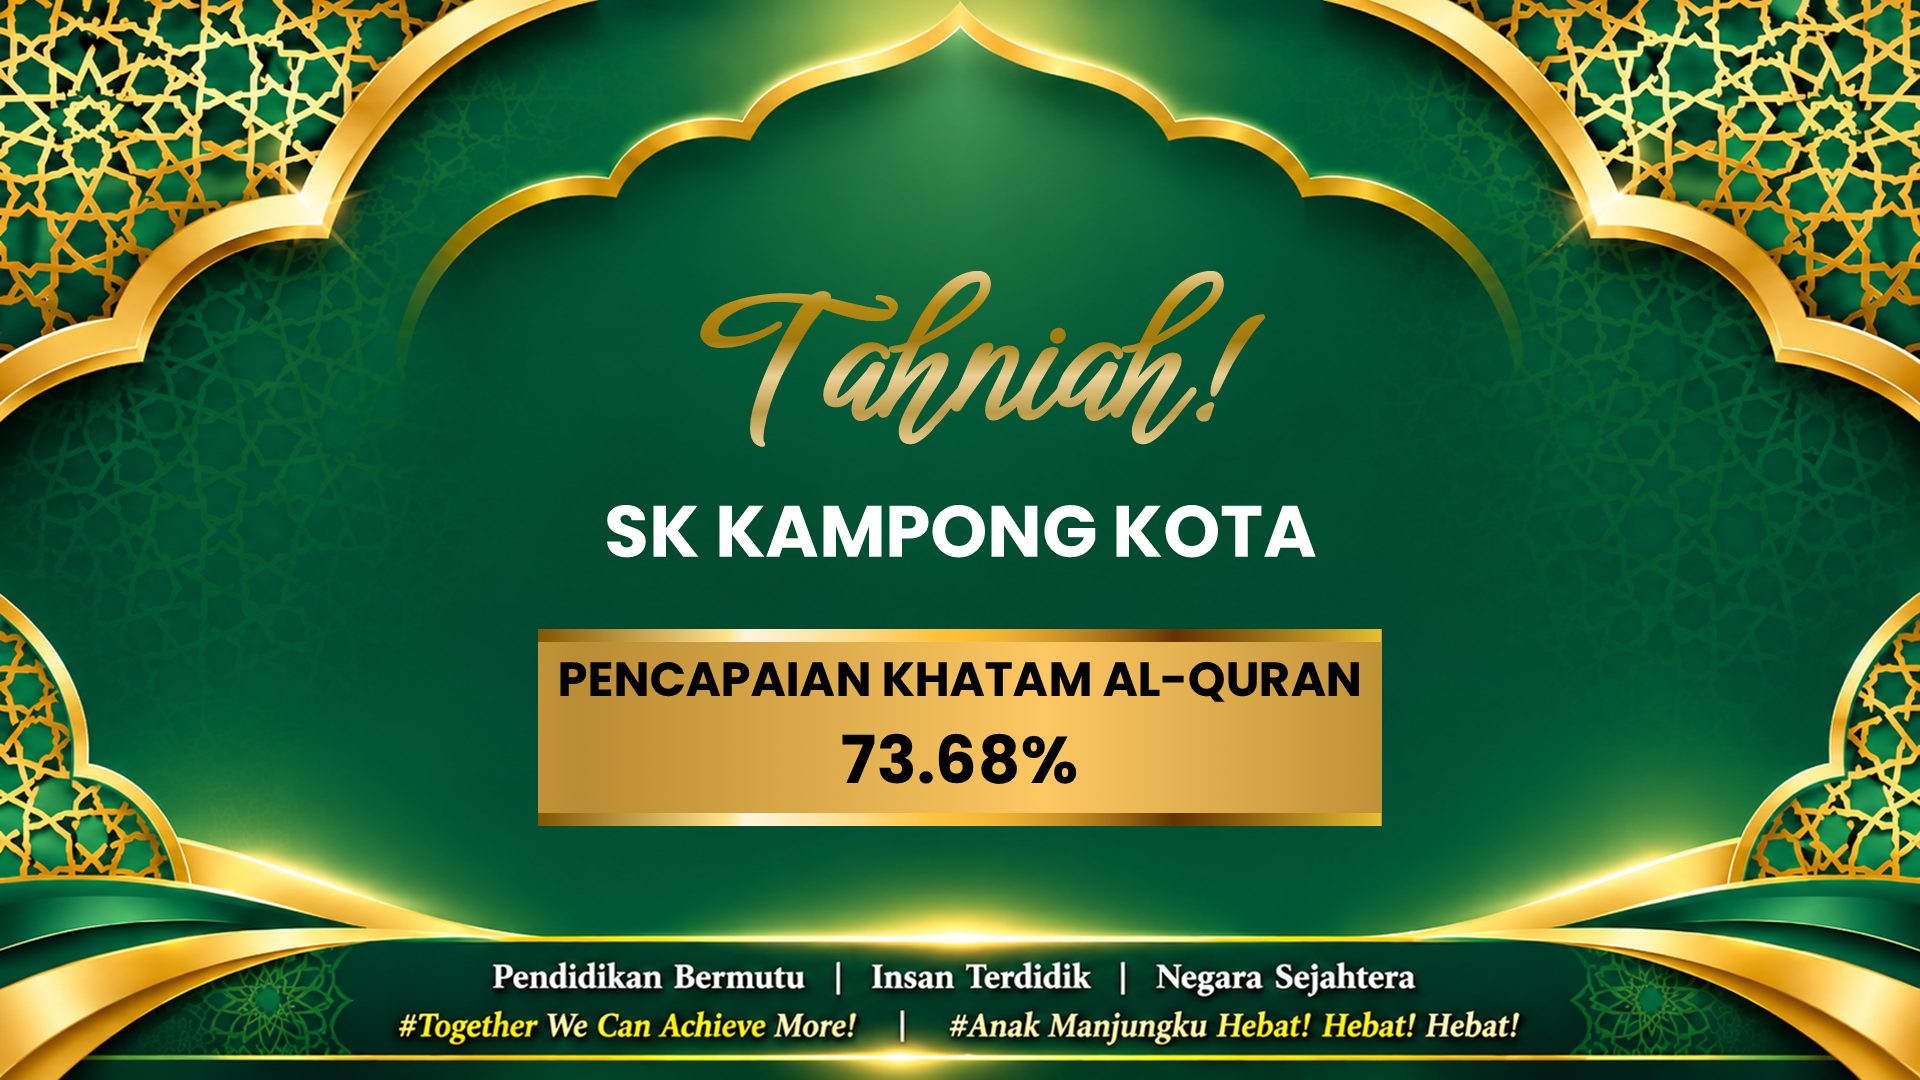 Tahniah!
SK KAMPONG KOTA
PENCAPAIAN KHATAM AL-QURAN
73.68%
Pendidikan Bermutu | Insan Terdidik | Negara Sejahtera
#Together We Can Achieve More! | #Anak Manjungku Hebat! Hebat! Hebat!